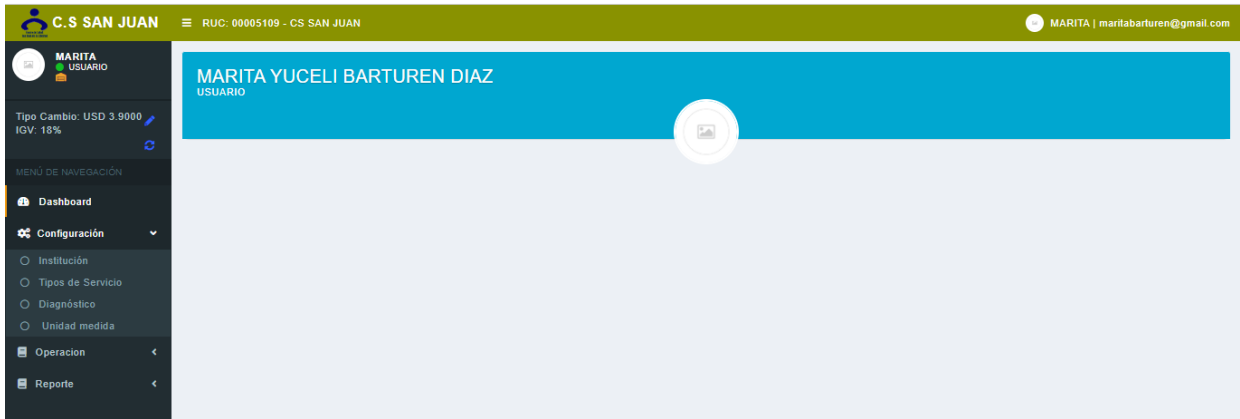 C.S SAN JUAN
RUC: 00005109 - CS SAN JUAN
MARITA | maritabarturen@gmail.com
MARITA
USUARIO
Tipo Cambio: USD 3.9000
IGV: 18%
MENÚ DE NAVEGACIÓN
Dashboard
Configuración
Institución
Tipos de Servicio
Diagnóstico
Unidad medida
Operacion
Reporte
MARITA YUCELI BARTUREN DIAZ
USUARIO